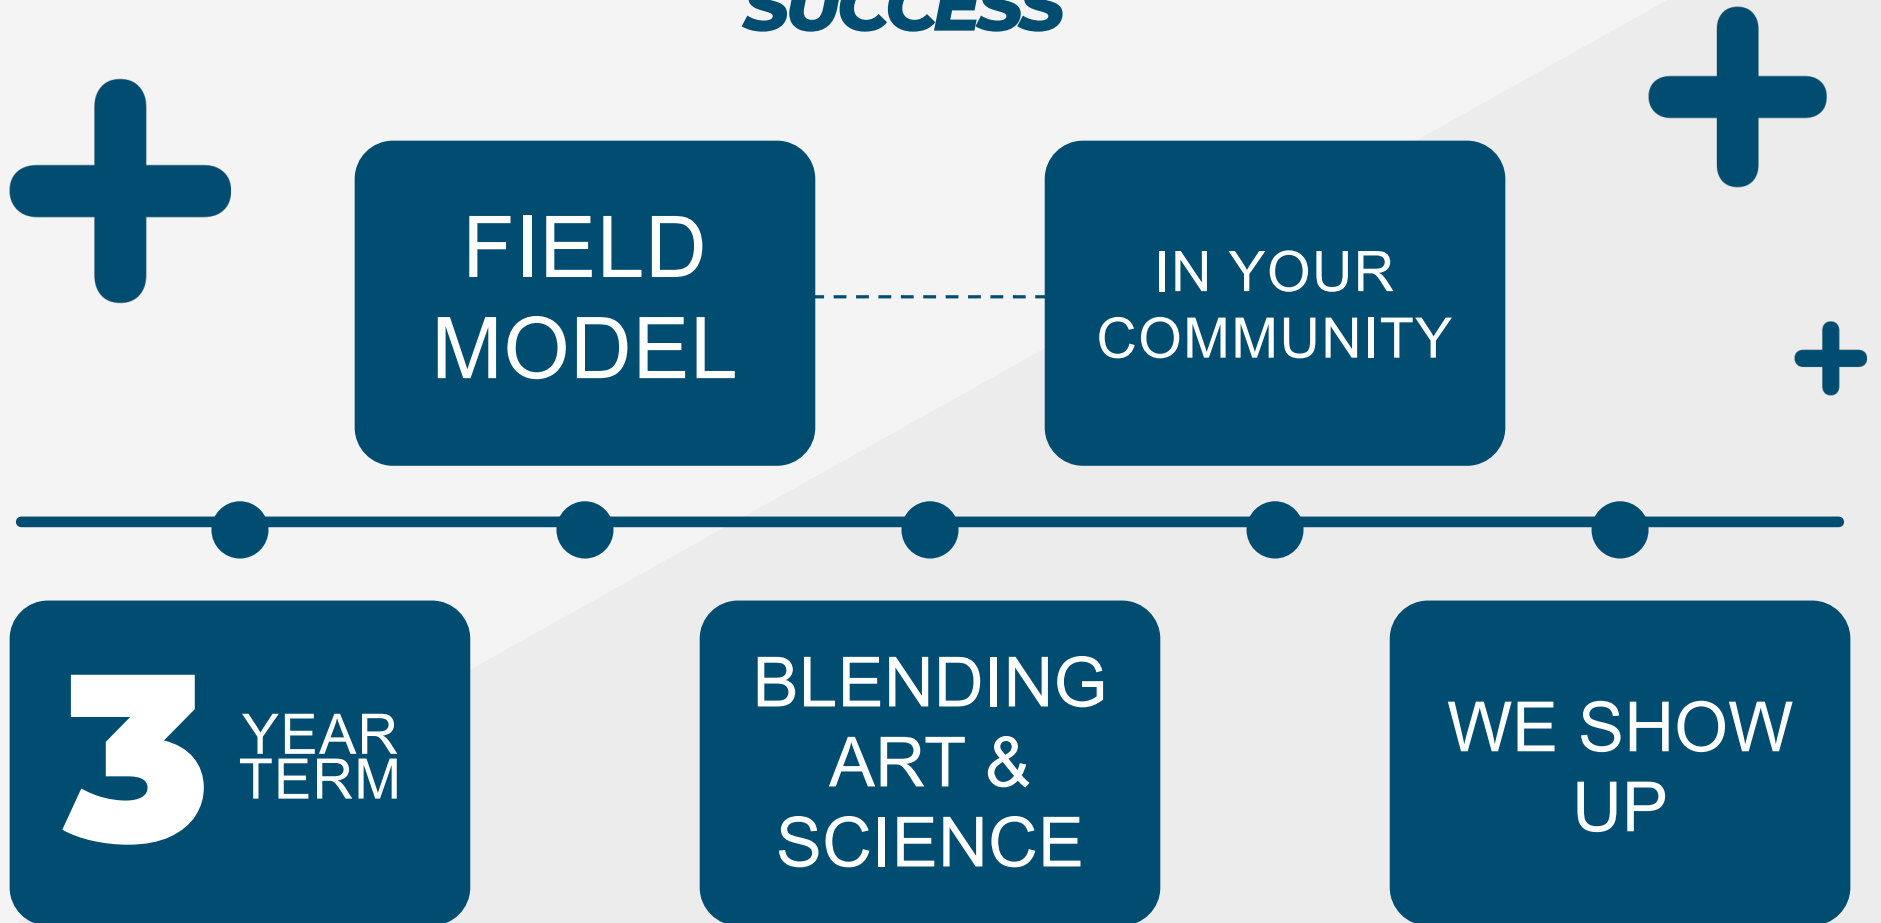 SUCCESS
FIELD
MODEL
IN YOUR
COMMUNITY
3 YEAR
TERM
BLENDING
ART &
SCIENCE
WE SHOW
UP